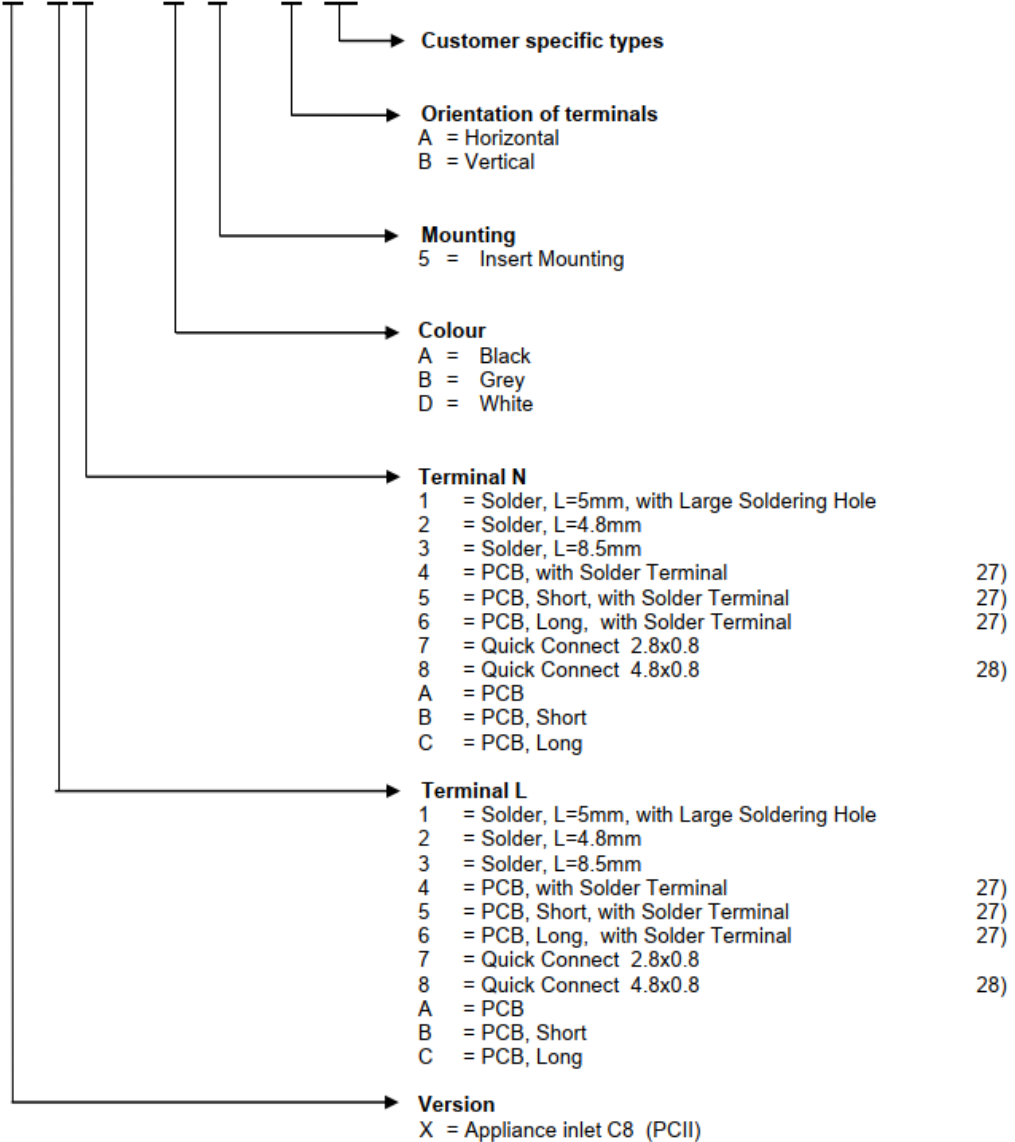 Customer specific types
Orientation of terminals
A = Horizontal
B = Vertical
Mounting
5 = Insert Mounting
Colour
A = Black
B = Grey
D = White
Terminal N
1 = Solder, L=5mm, with Large Soldering Hole
2 = Solder, L=4.8mm
3 = Solder, L=8.5mm
4 = PCB, with Solder Terminal 27)
5 = PCB, Short, with Solder Terminal 27)
6 = PCB, Long, with Solder Terminal 27)
7 = Quick Connect 2.8x0.8
8 = Quick Connect 4.8x0.8 28)
A = PCB
B = PCB, Short
C = PCB, Long
Terminal L
1 = Solder, L=5mm, with Large Soldering Hole
2 = Solder, L=4.8mm
3 = Solder, L=8.5mm
4 = PCB, with Solder Terminal 27)
5 = PCB, Short, with Solder Terminal 27)
6 = PCB, Long, with Solder Terminal 27)
7 = Quick Connect 2.8x0.8
8 = Quick Connect 4.8x0.8 28)
A = PCB
B = PCB, Short
C = PCB, Long
Version
X = Appliance inlet C8 (PCII)